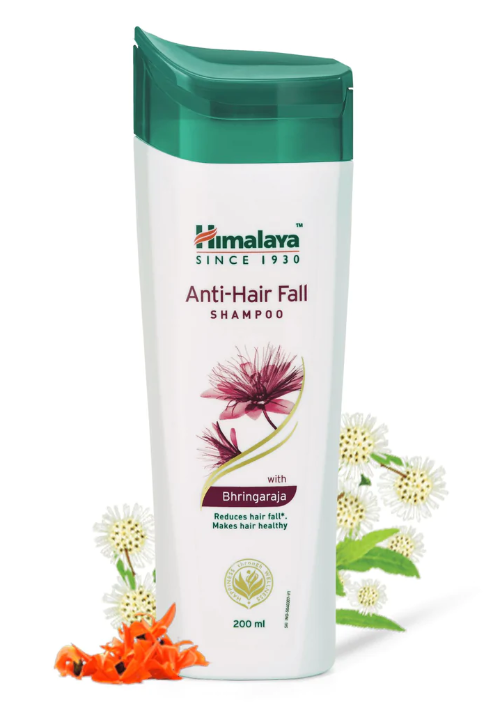 Himalaya™
SINCE 1930
Anti-Hair Fall
SHAMPOO
with
Bhringaraja
Reduces hair fall*.
Makes hair healthy
200 ml